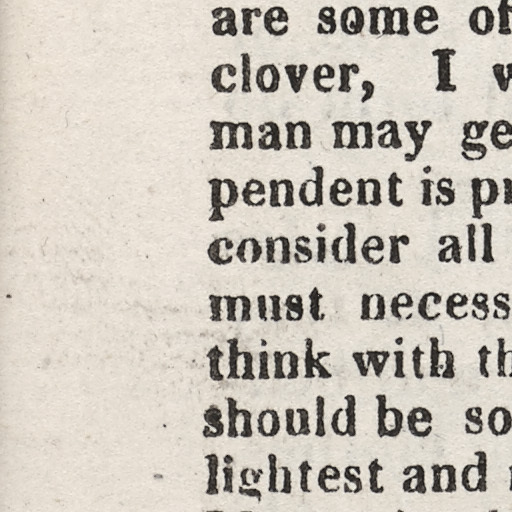 are some of
clover, I w
man may ge
pendent is pr
consider all
must necess
think with th
should be so
lightest and